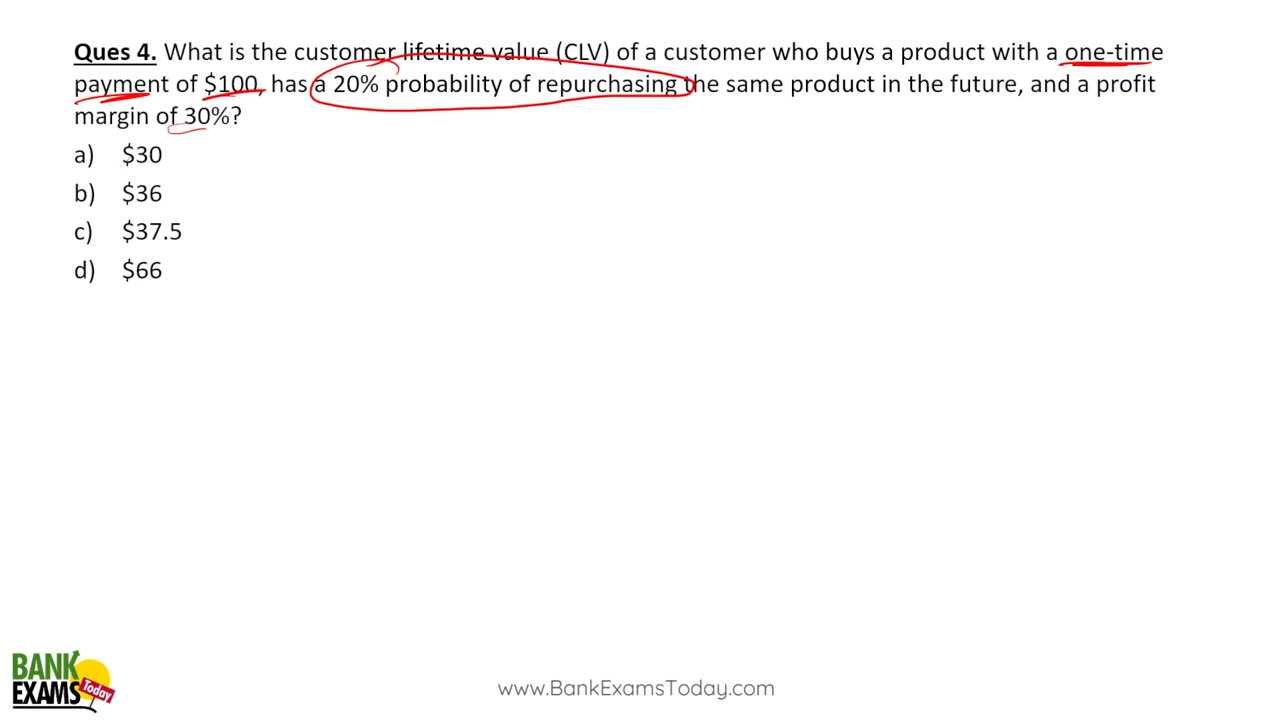 Ques 4. What is the customer lifetime value (CLV) of a customer who buys a product with a one-time
payment of $100, has a 20% probability of repurchasing the same product in the future, and a profit
margin of 30%?
a) $30
b) $36
c) $37.5
d) $66
BANK
EXAMS Today
www.BankExamsToday.com